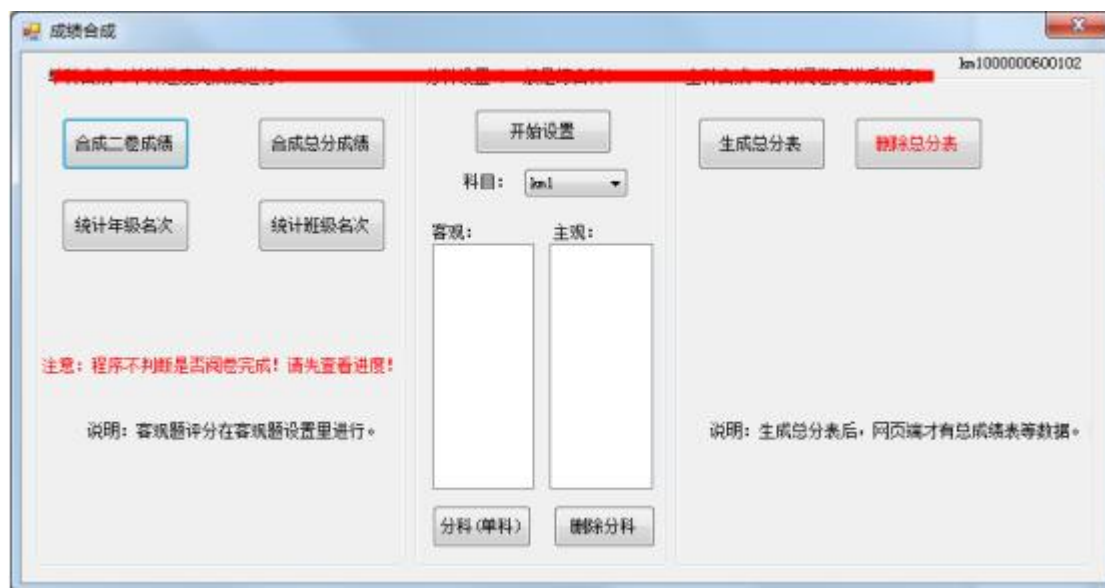 成绩合成
km1000000600102
合成二卷成绩
合成总分成绩
统计年级名次
统计班级名次
注意：程序不判断是否阅卷完成！请先查看进度！
说明：客观题评分在客观题设置里进行。
开始设置
科目：
km1
客观：
主观：
分科(单科)
删除分科
生成总分表
删除总分表
说明：生成总分表后，网页端才有总成绩表等数据。